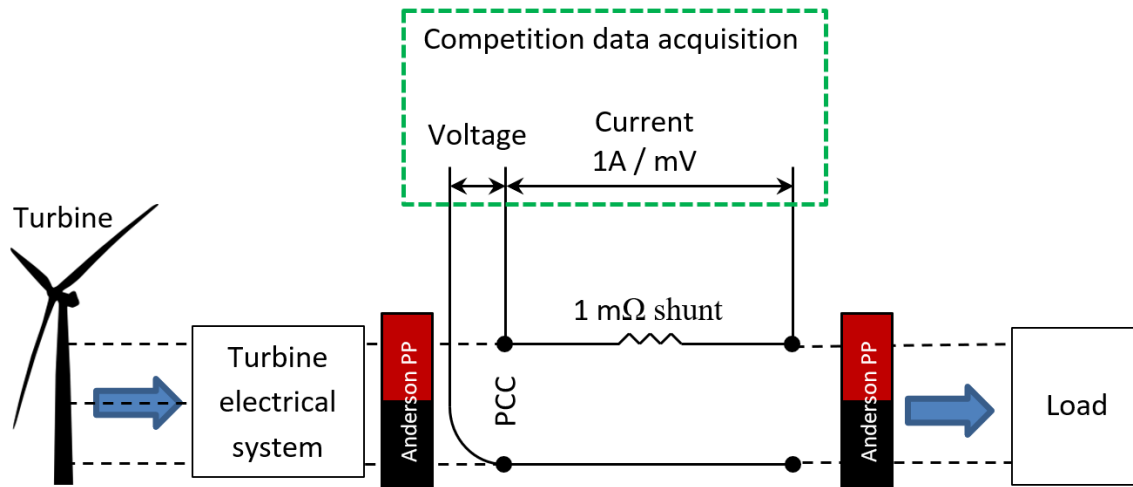 Competition data acquisition
Voltage
Current
1A / mV
Turbine
1 mΩ shunt
Turbine
electrical
system
Anderson PP
PCC
Anderson PP
Load